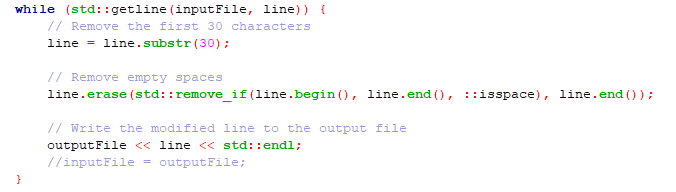 while (std::getline(inputFile, line)) {
// Remove the first 30 characters
line = line.substr(30);
// Remove empty spaces
line.erase(std::remove_if(line.begin(), line.end(), ::isspace), line.end());
// Write the modified line to the output file
outputFile << line << std::endl;
//inputFile = outputFile;
}